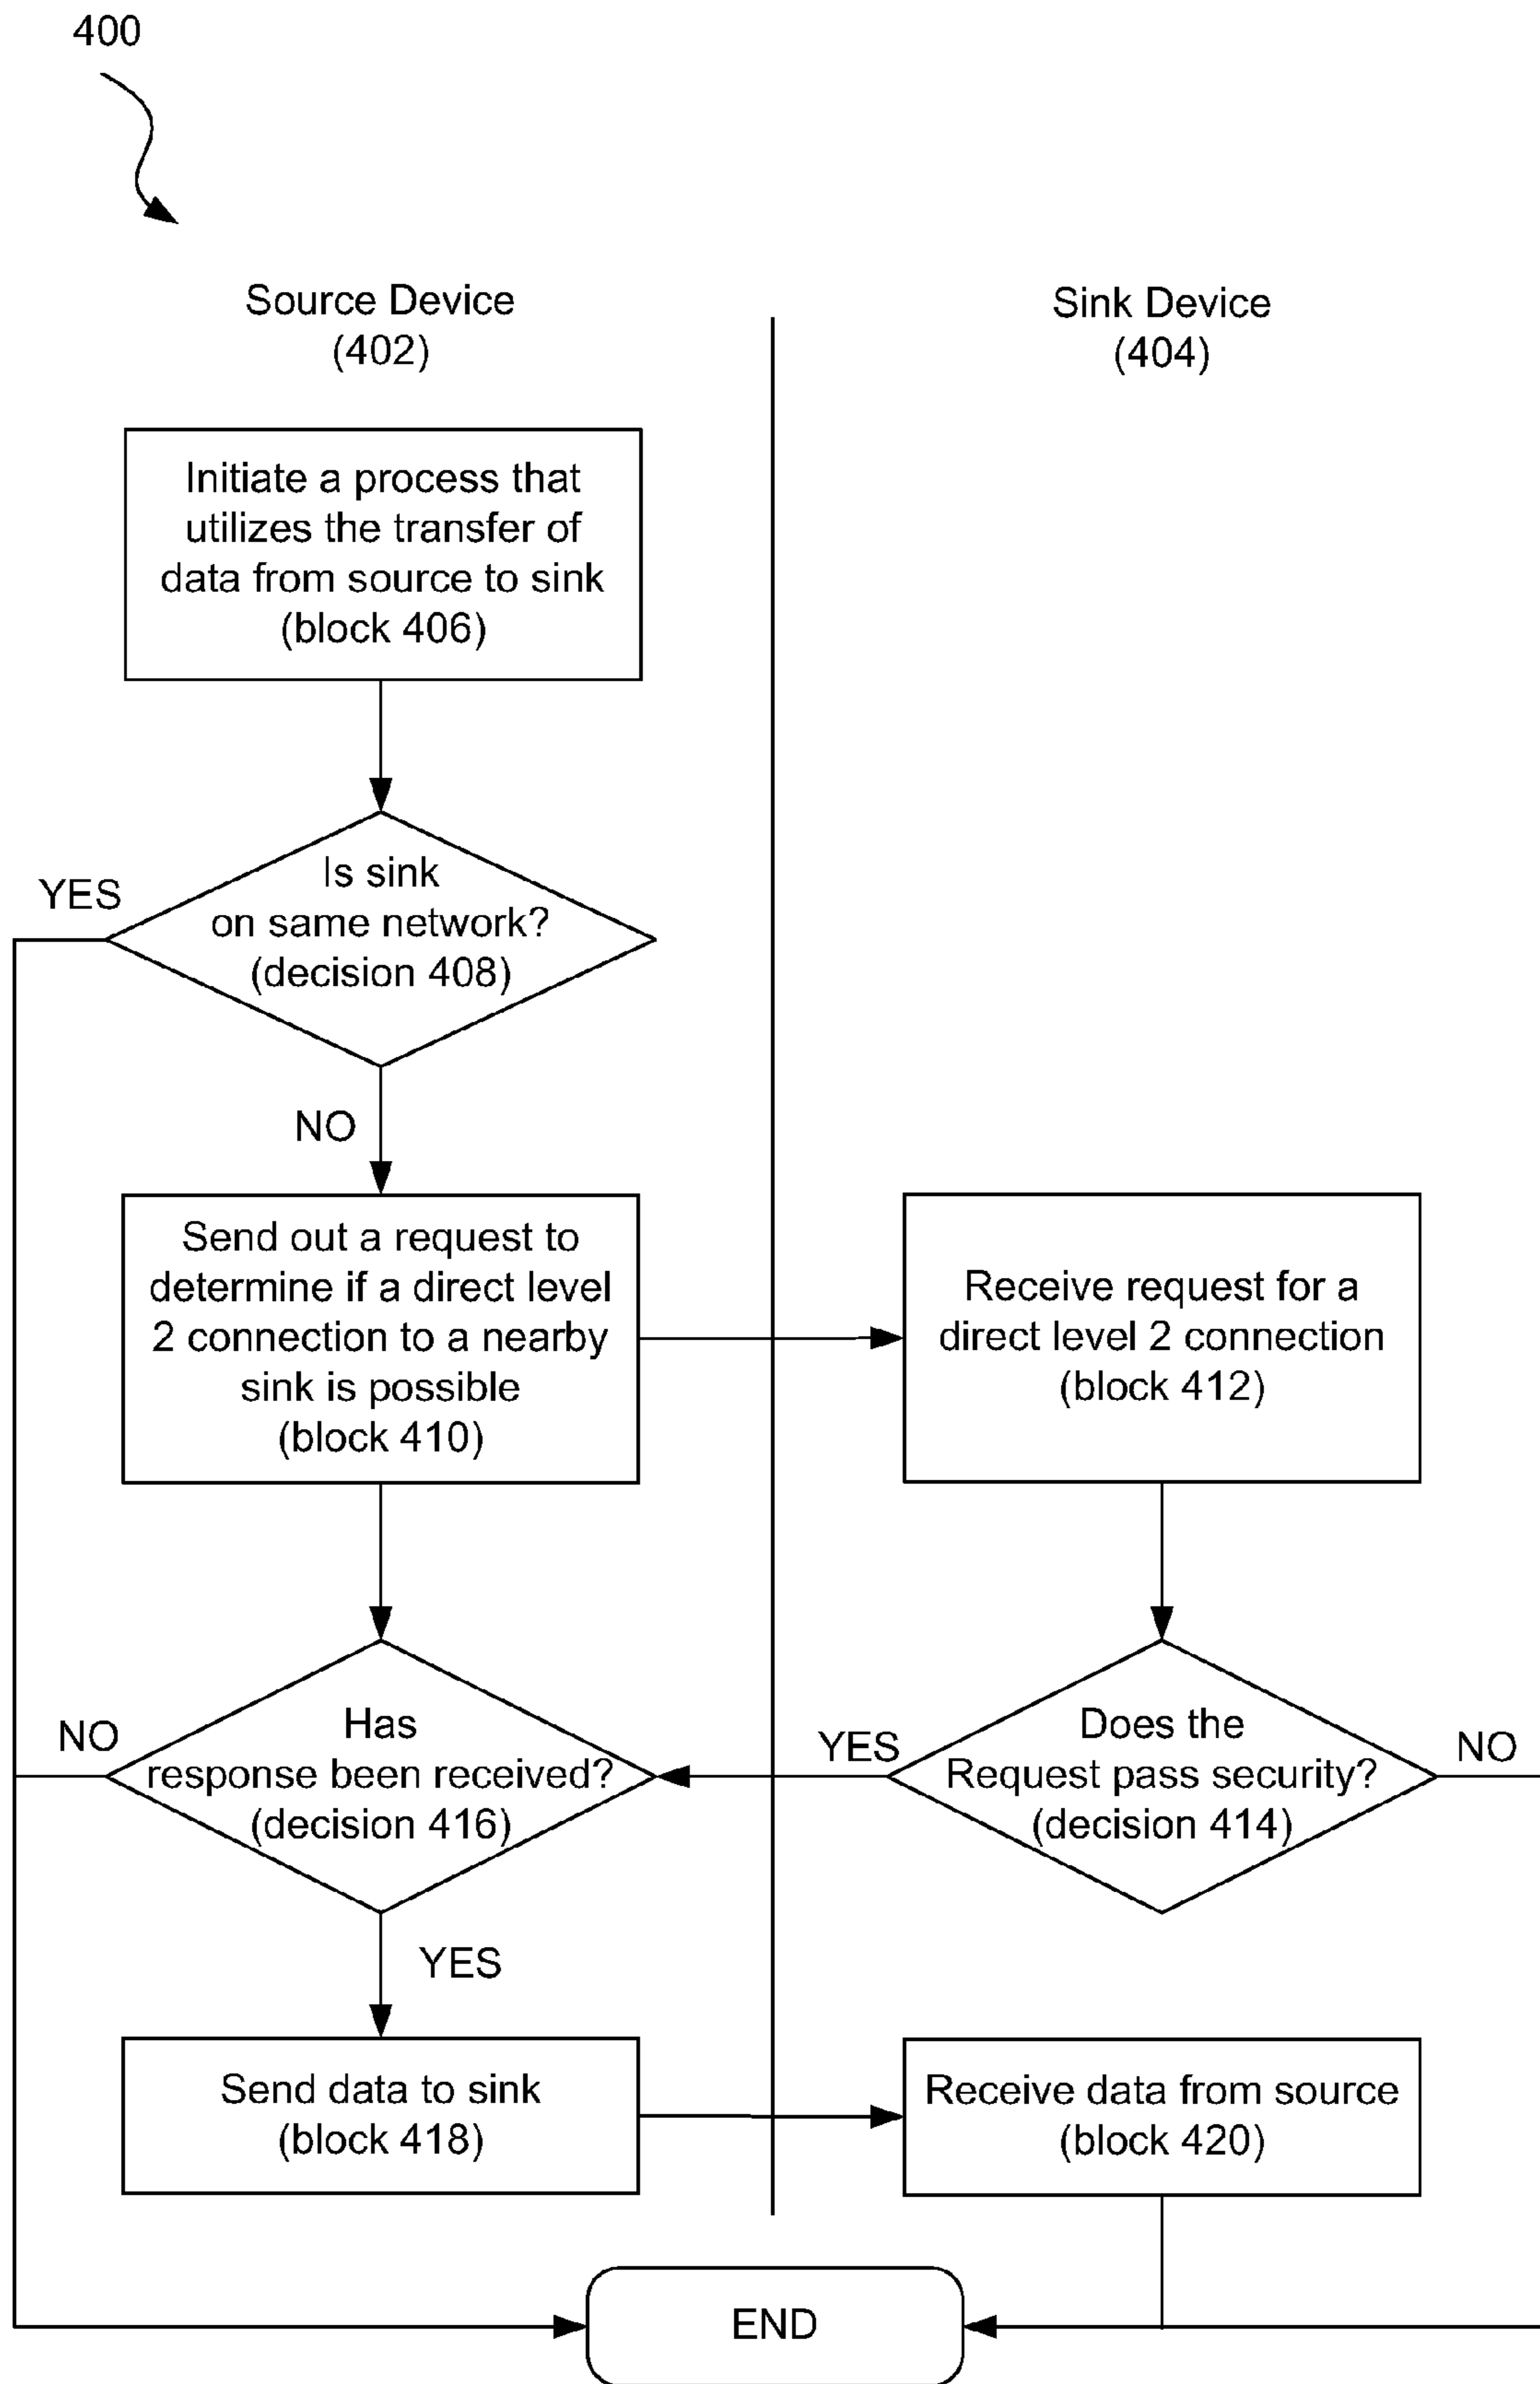 400
Source Device
(402)
Sink Device
(404)
Initiate a process that
utilizes the transfer of
data from source to sink
(block 406)
Is sink
on same network?
(decision 408)
YES
NO
Send out a request to
determine if a direct level
2 connection to a nearby
sink is possible
(block 410)
Receive request for a
direct level 2 connection
(block 412)
Has
response been received?
(decision 416)
NO
YES
Does the
Request pass security?
(decision 414)
YES
NO
Send data to sink
(block 418)
Receive data from source
(block 420)
END